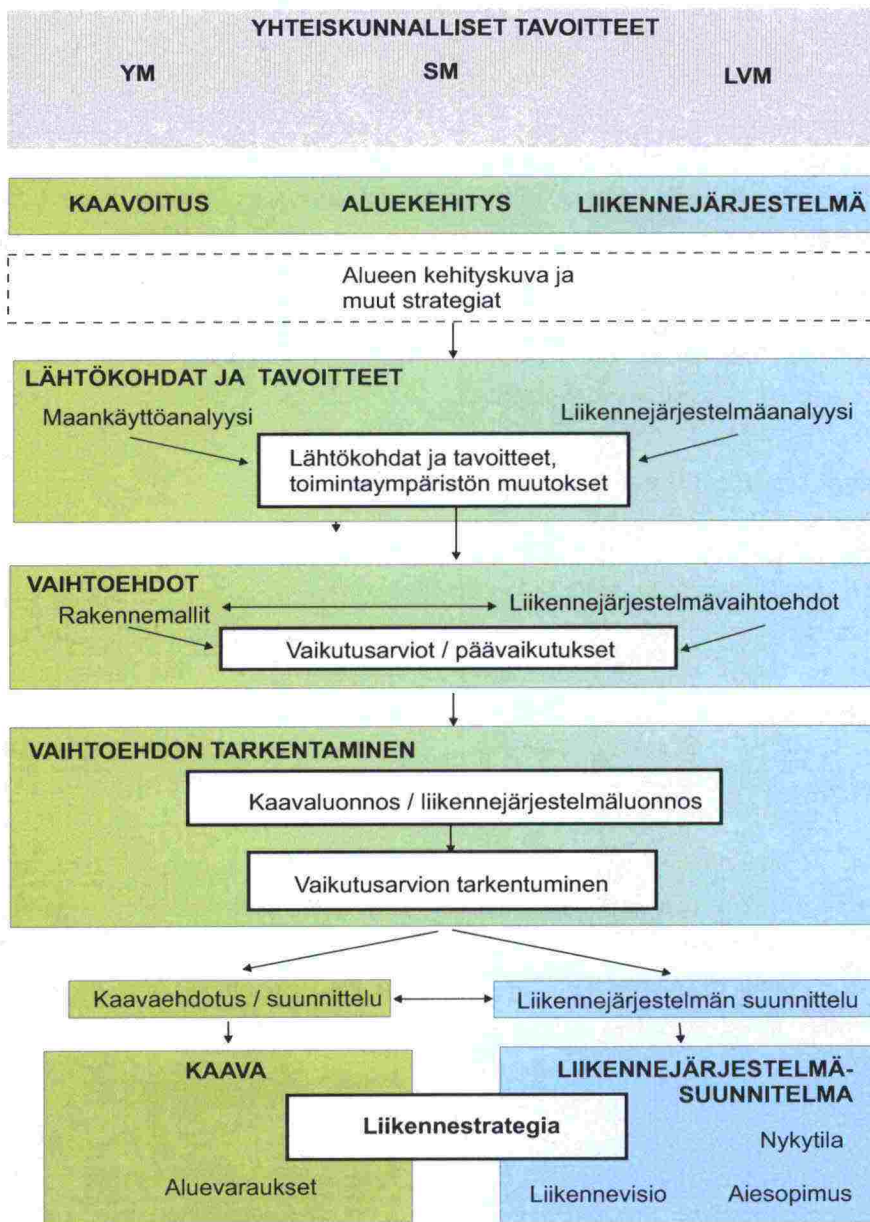 YHTEISKUNNALLISET TAVOITTEET
YM SM LVM
KAAVOITUS ALUEKEHITYS LIIKENNEJÄRJESTELMÄ
Alueen kehityskuva ja
muut strategiat
LÄHTÖKOHDAT JA TAVOITTEET
Maankäyttöanalyysi Liikennejärjestelmäanalyysi
Lähtökohdat ja tavoitteet,
toimintaympäristön muutokset
VAIHTOEHDOT
Rakennemallit Liikennejärjestelmävaihtoehdot
Vaikutusarviot / päävaikutukset
VAIHTOEHDON TARKENTAMINEN
Kaavaluonnos / liikennejärjestelmäluonnos
Vaikutusarvion tarkentuminen
Kaavaehdotus / suunnittelu Liikennejärjestelmän suunnittelu
KAAVA
LIIKENNEJÄRJESTELMÄ-
SUUNNITELMA
Liikennestrategia
Nykytila
Aluevaraukset
Liikennevisio Aiesopimus